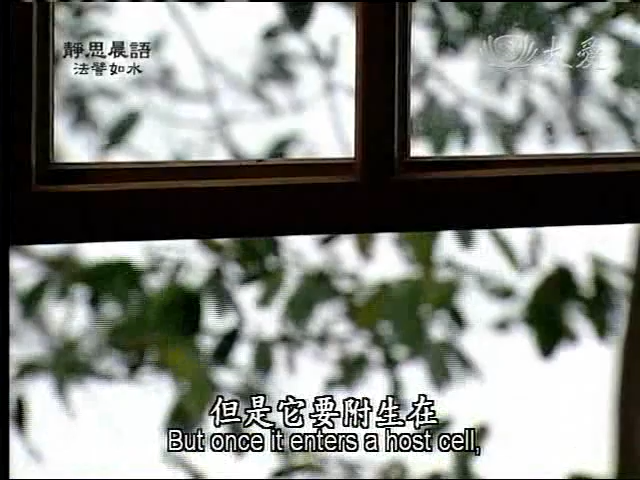 靜思晨語
法譬如水
大愛
但是它要附生在
But once it enters a host cell,